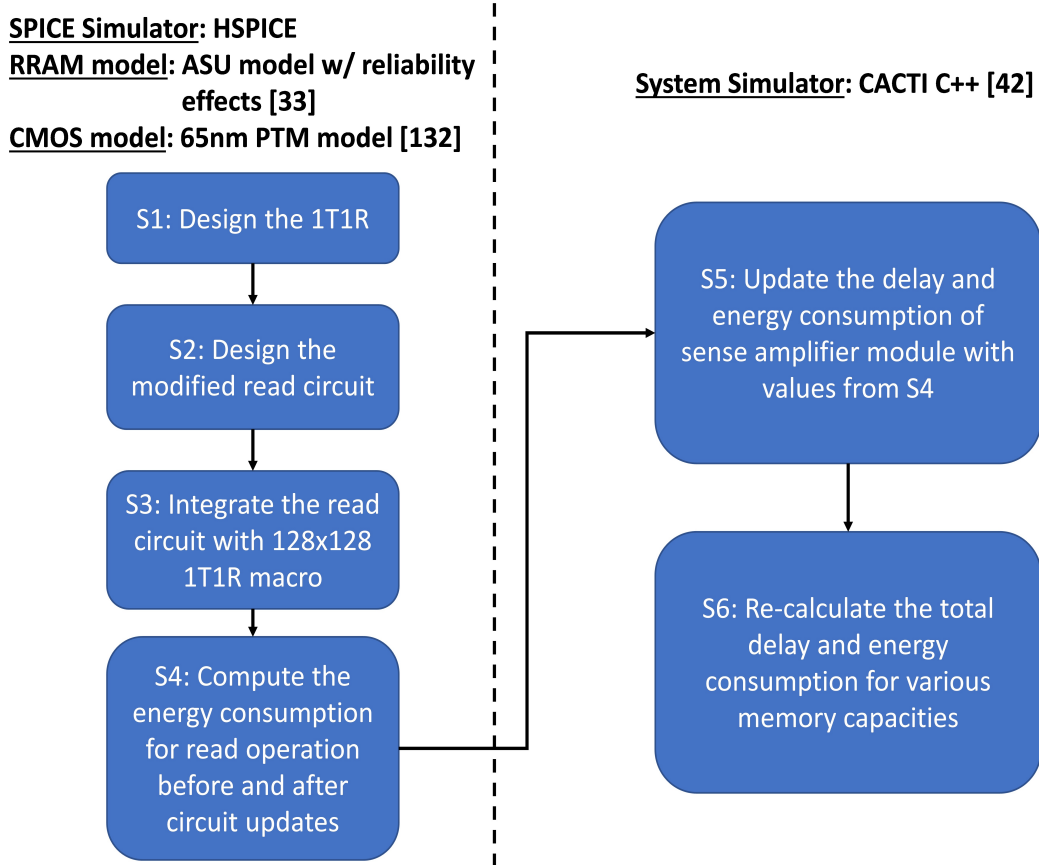 SPICE Simulator: HSPICE
RRAM model: ASU model w/ reliability
effects [33]
CMOS model: 65nm PTM model [132]
S1: Design the 1T1R
S2: Design the
modified read circuit
S3: Integrate the read
circuit with 128x128
1T1R macro
S4: Compute the
energy consumption
for read operation
before and after
circuit updates
System Simulator: CACTI C++ [42]
S5: Update the delay and
energy consumption of
sense amplifier module with
values from S4
S6: Re-calculate the total
delay and energy
consumption for various
memory capacities